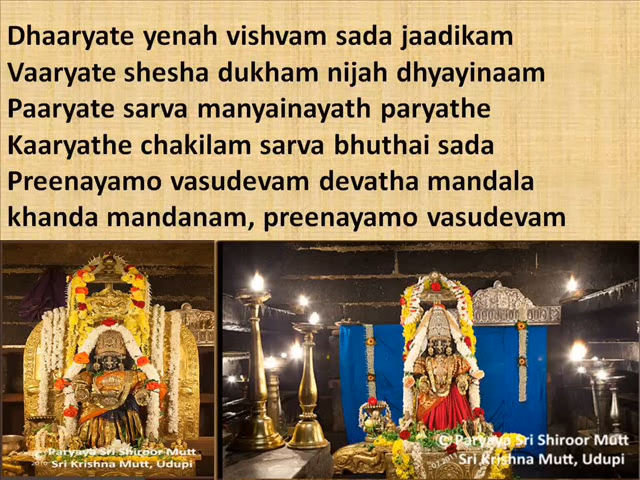 Dhaaryate yenah vishvam sada jaadikam
Vaaryate shesha dukham nijah dhyayinaam
Paaryate sarva manyainayath paryathe
Kaaryathe chakilam sarva bhuthai sada
Preenayamo vasudevam devatha mandala
khanda mandanam, preenayamo vasudevam
© Paryaya Sri Shiroor Mutt
Sri Krishna Mutt, Udupi
© Paryaya Sri Shiroor Mutt
Sri Krishna Mutt, Udupi